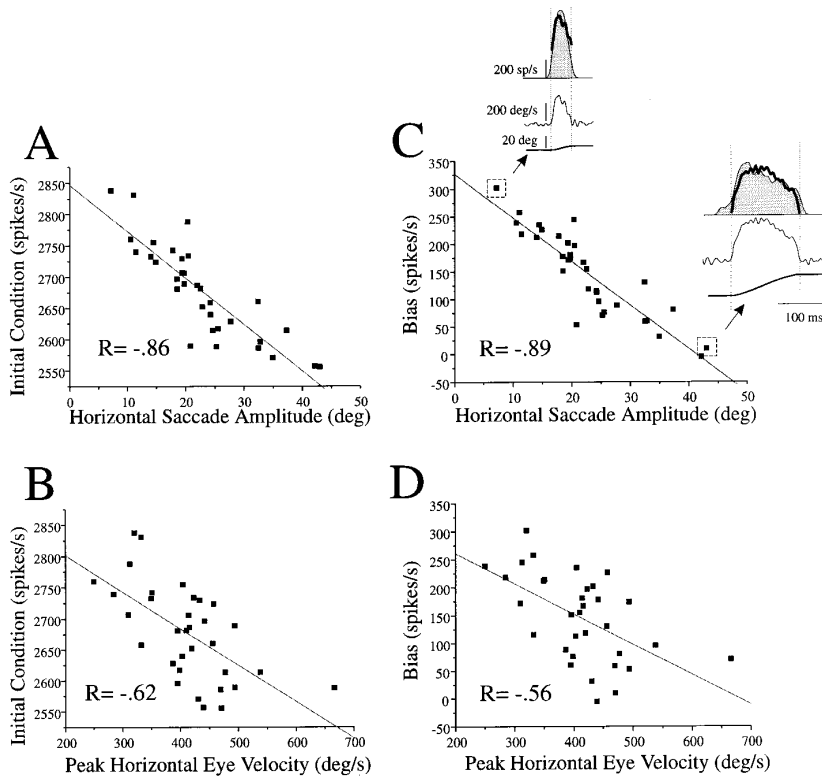 A
Initial Condition (spikes/s)
2850
2800
2750
2700
2650
2600
2550
R= -.86
0 10 20 30 40 50
Horizontal Saccade Amplitude (deg)
200 sp/s
200 deg/s
20 deg
C
Bias (spikes/s)
350
300
250
200
150
100
50
0
-50
R= -.89
0 10 20 30 40 50
Horizontal Saccade Amplitude (deg)
100 ms
B
Initial Condition (spikes/s)
2850
2800
2750
2700
2650
2600
2550
R= -.62
200 300 400 500 600 700
Peak Horizontal Eye Velocity (deg/s)
D
Bias (spikes/s)
350
300
250
200
150
100
50
0
-50
R= -.56
200 300 400 500 600 700
Peak Horizontal Eye Velocity (deg/s)